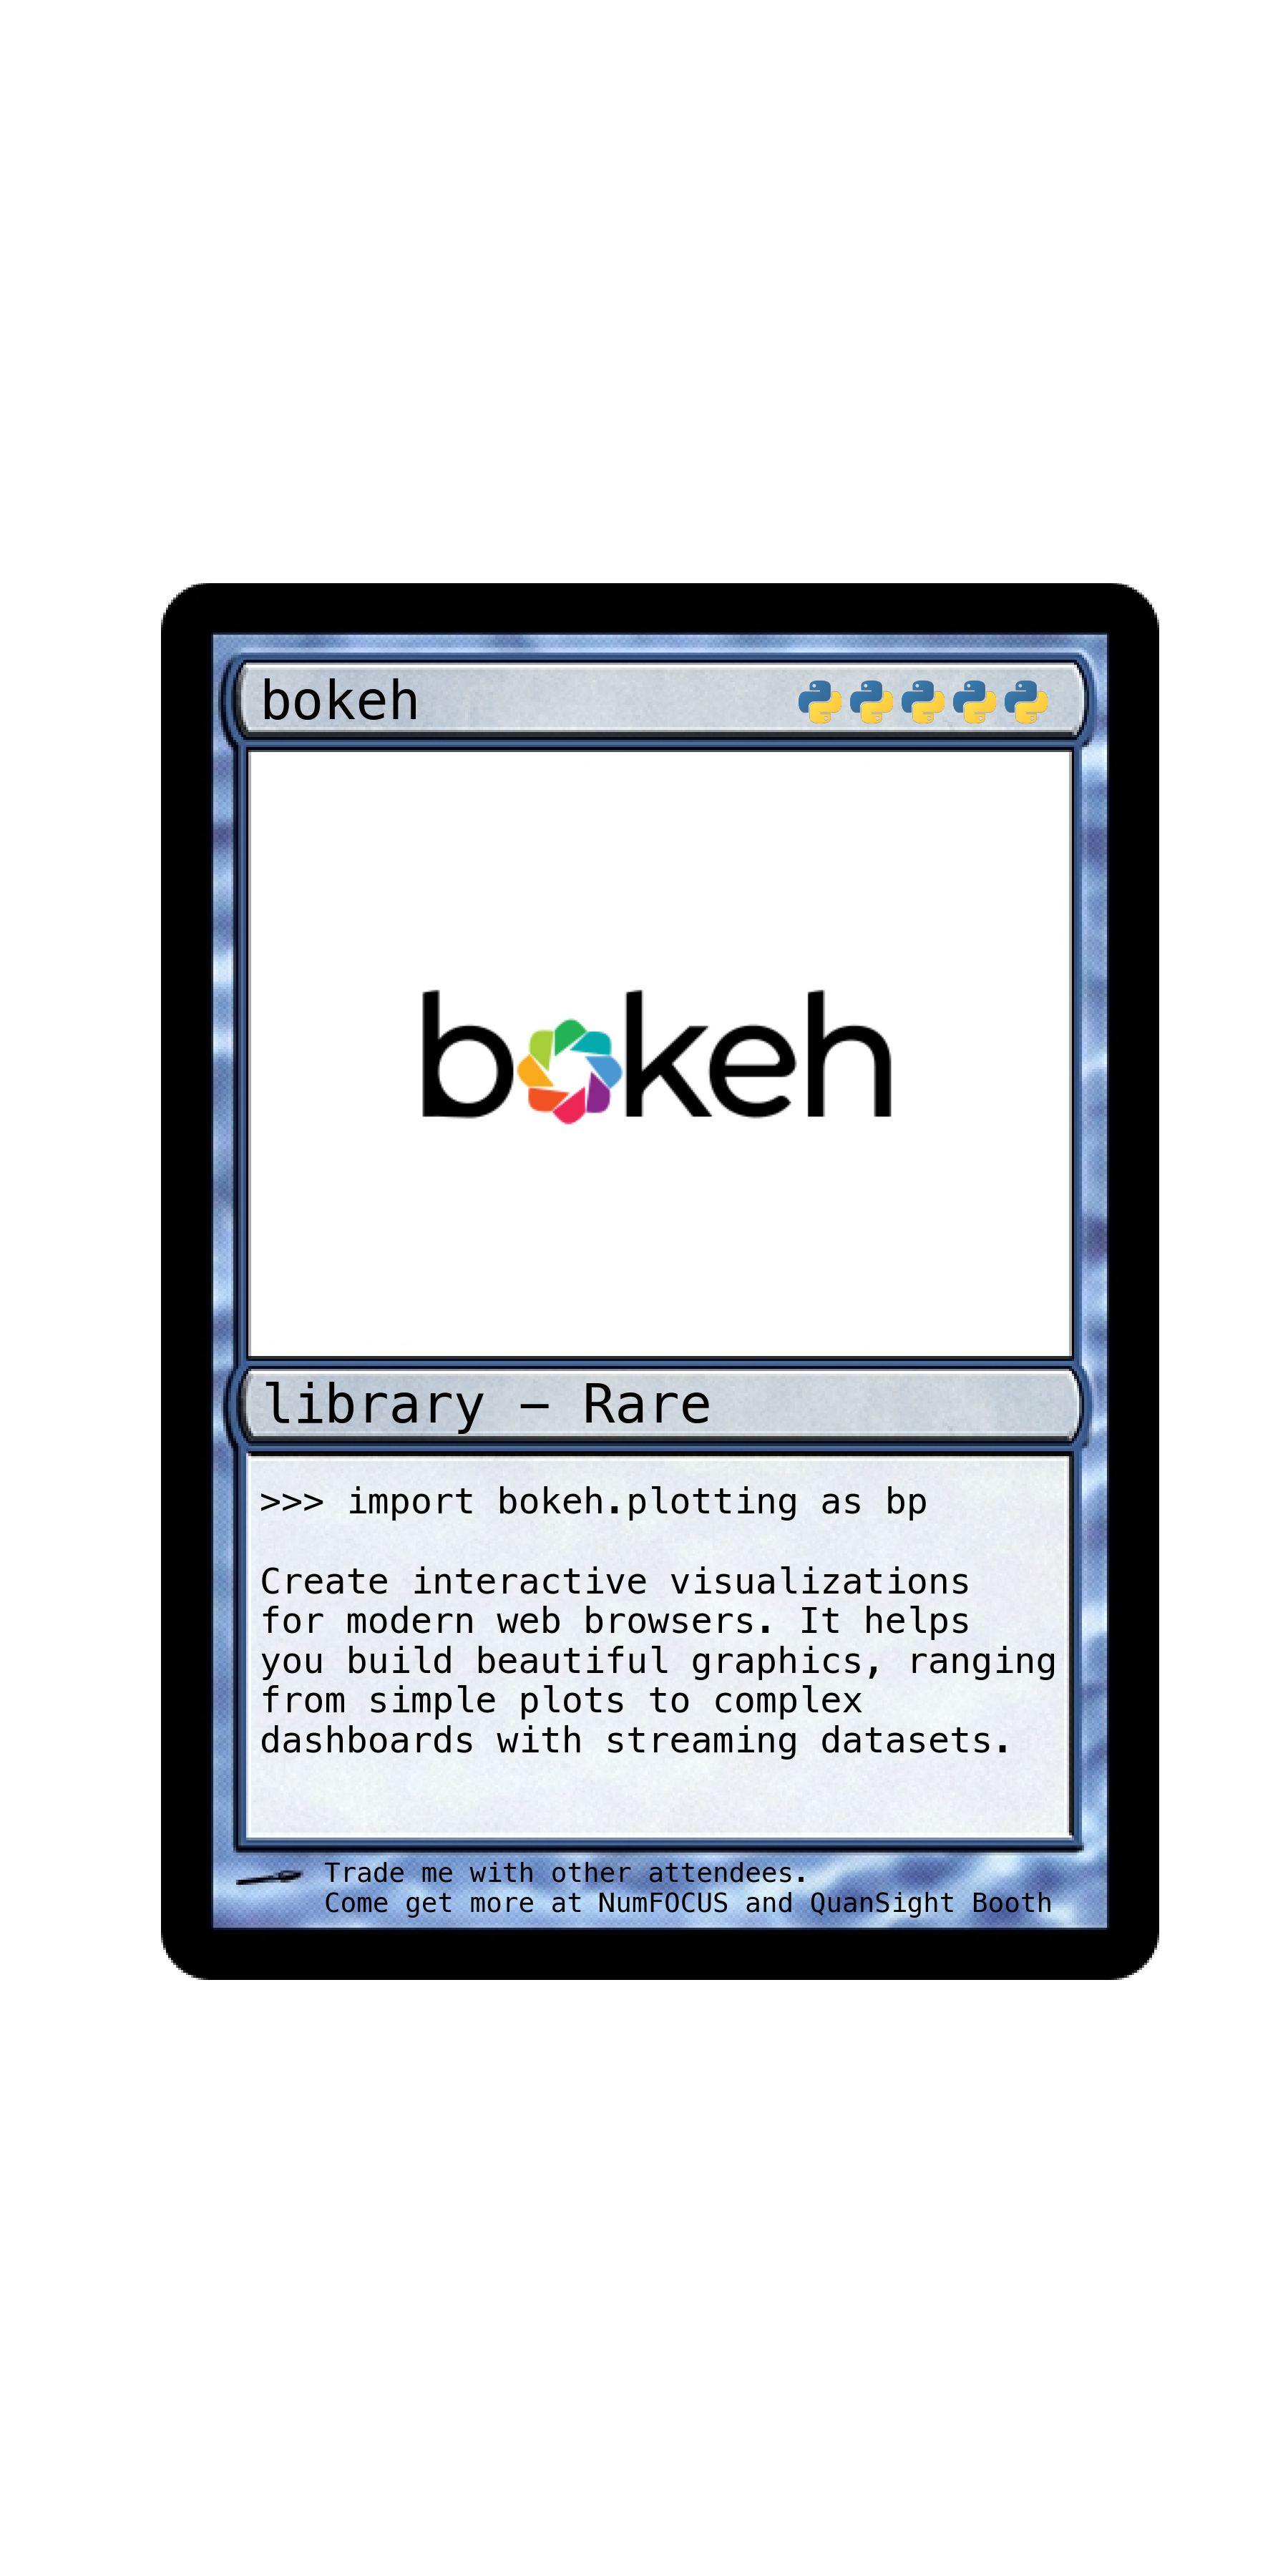 bokeh
bokeh
library – Rare
>>> import bokeh.plotting as bp
Create interactive visualizations
for modern web browsers. It helps
you build beautiful graphics, ranging
from simple plots to complex
dashboards with streaming datasets.
Trade me with other attendees.
Come get more at NumFOCUS and QuanSight Booth